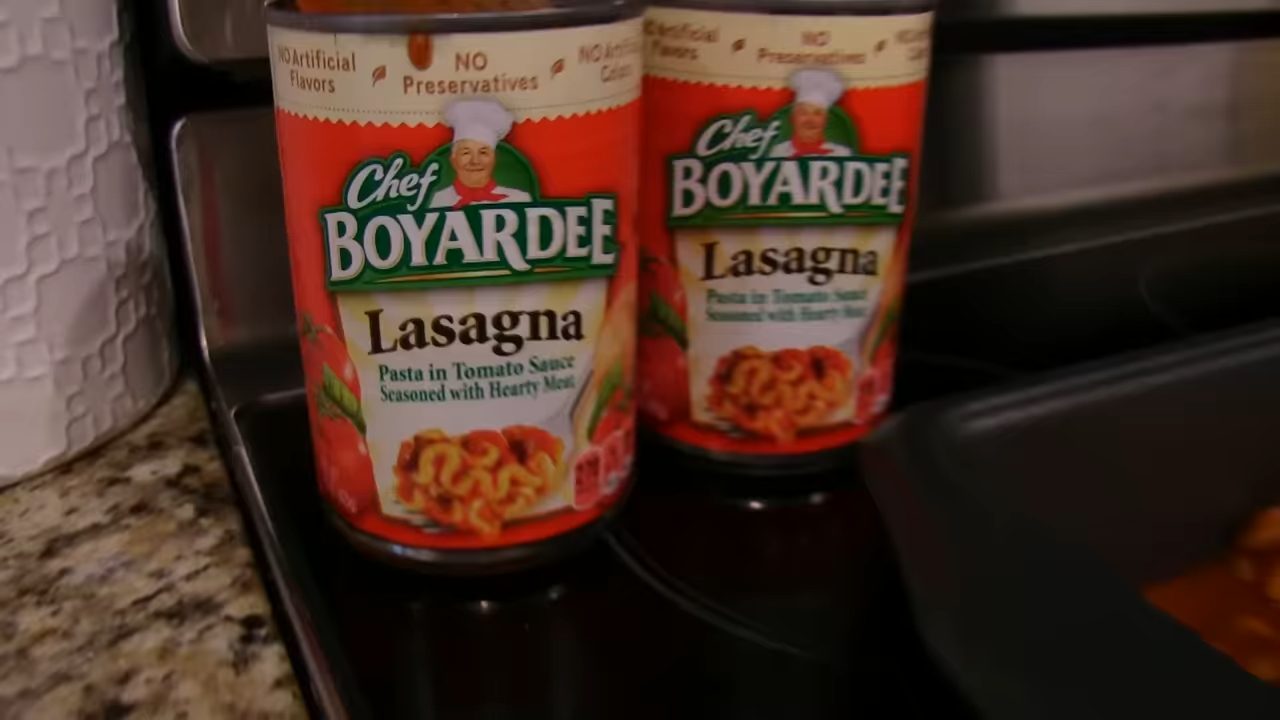 NO Artificial
Flavors
NO
Preservatives
NO
Chef
BOYARDEE
Lasagna
Pasta in Tomato Sauce
Seasoned with Hearty Meat
Artificial
Flavors
NO
Preservatives
Chef
BOYARDEE
Lasagna
Pasta in Tomato Sauce
Seasoned with Hearty Meat